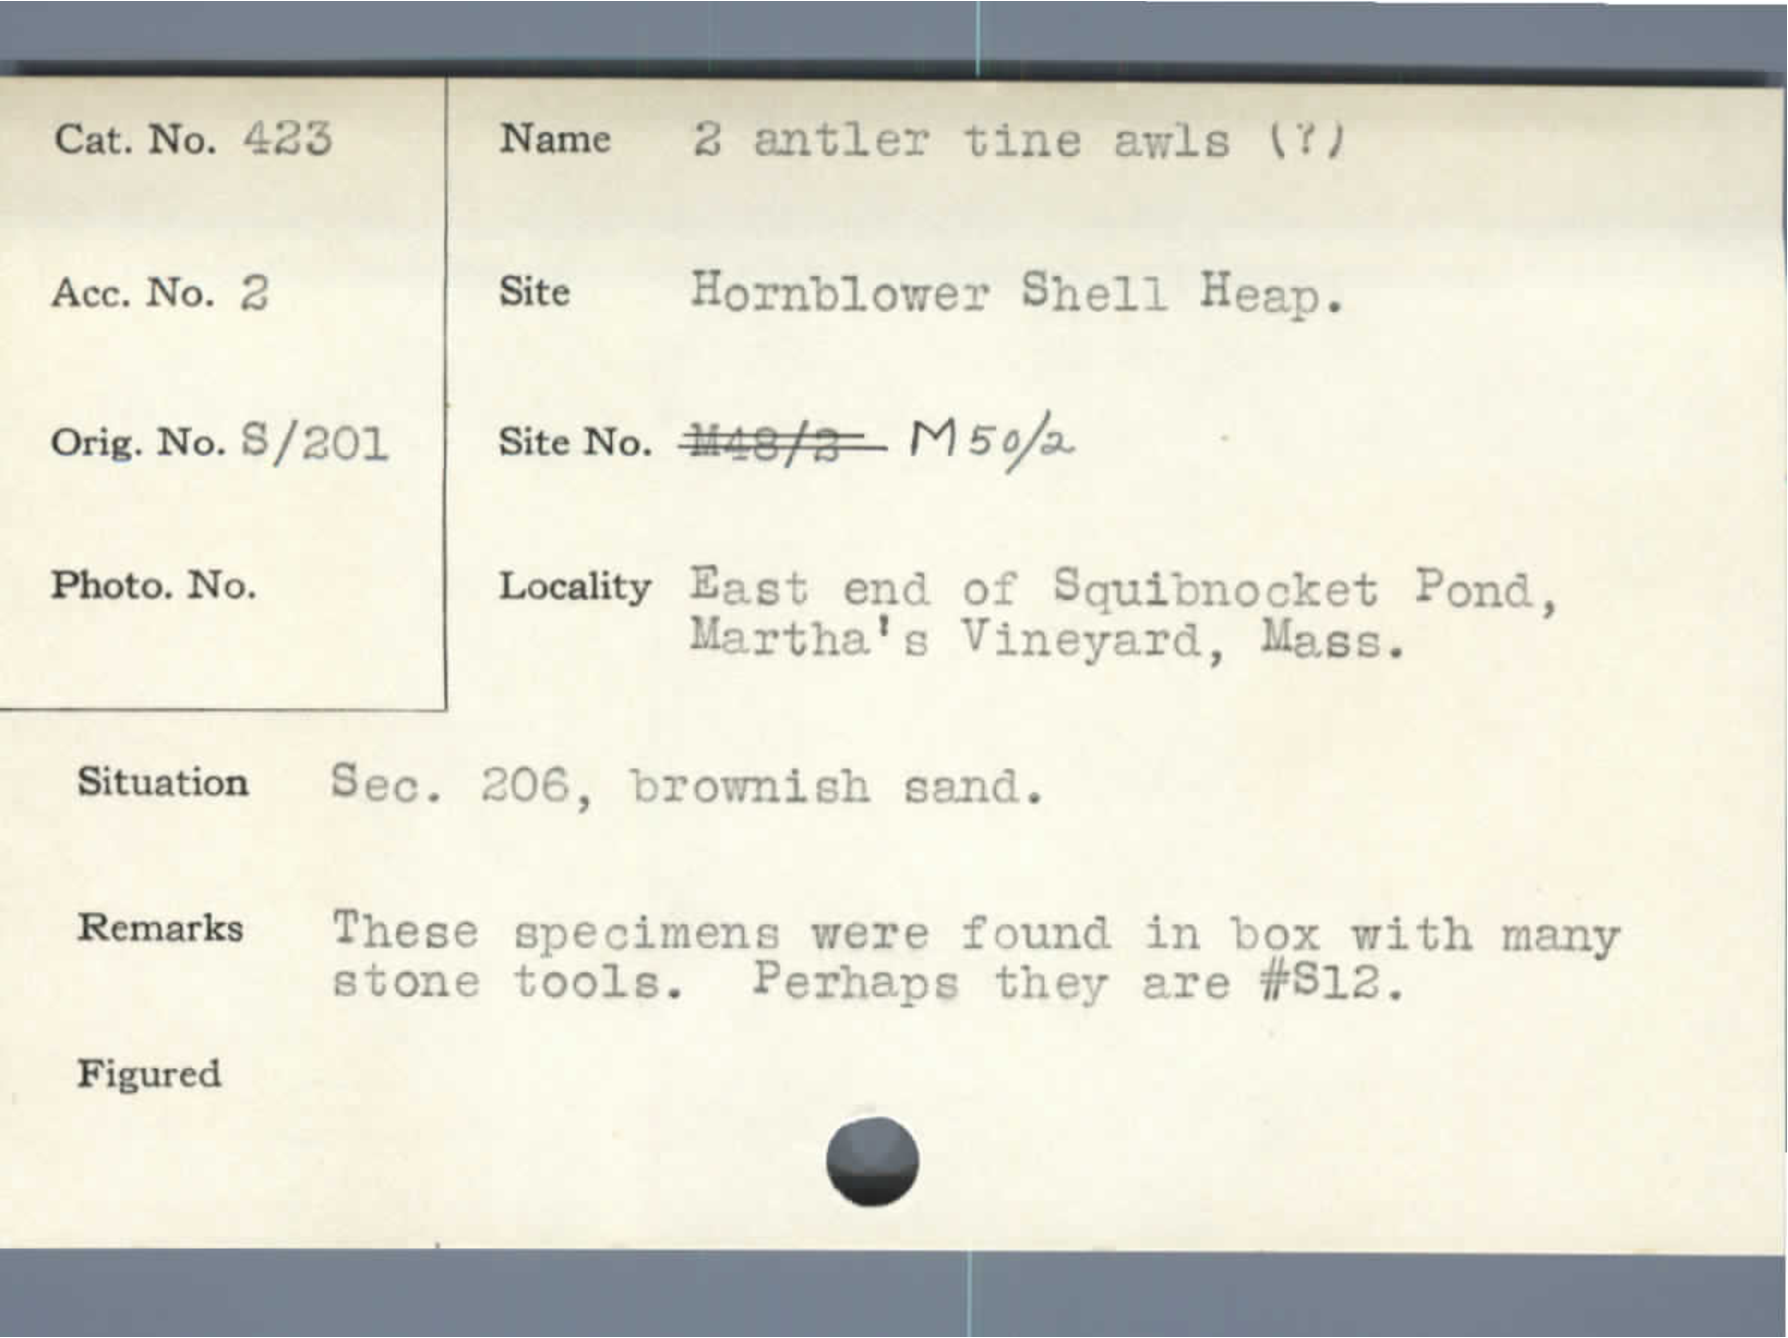 Cat. No. 423
Name 2 antler tine awls (?)
Acc. No. 2
Site Hornblower Shell Heap.
Orig. No. S/201
Site No. M48/2 M50/2
Photo. No.
Locality East end of Squibnocket Pond,
Martha's Vineyard, Mass.
Situation Sec. 206, brownish sand.
Remarks These specimens were found in box with many
stone tools. Perhaps they are #S12.
Figured